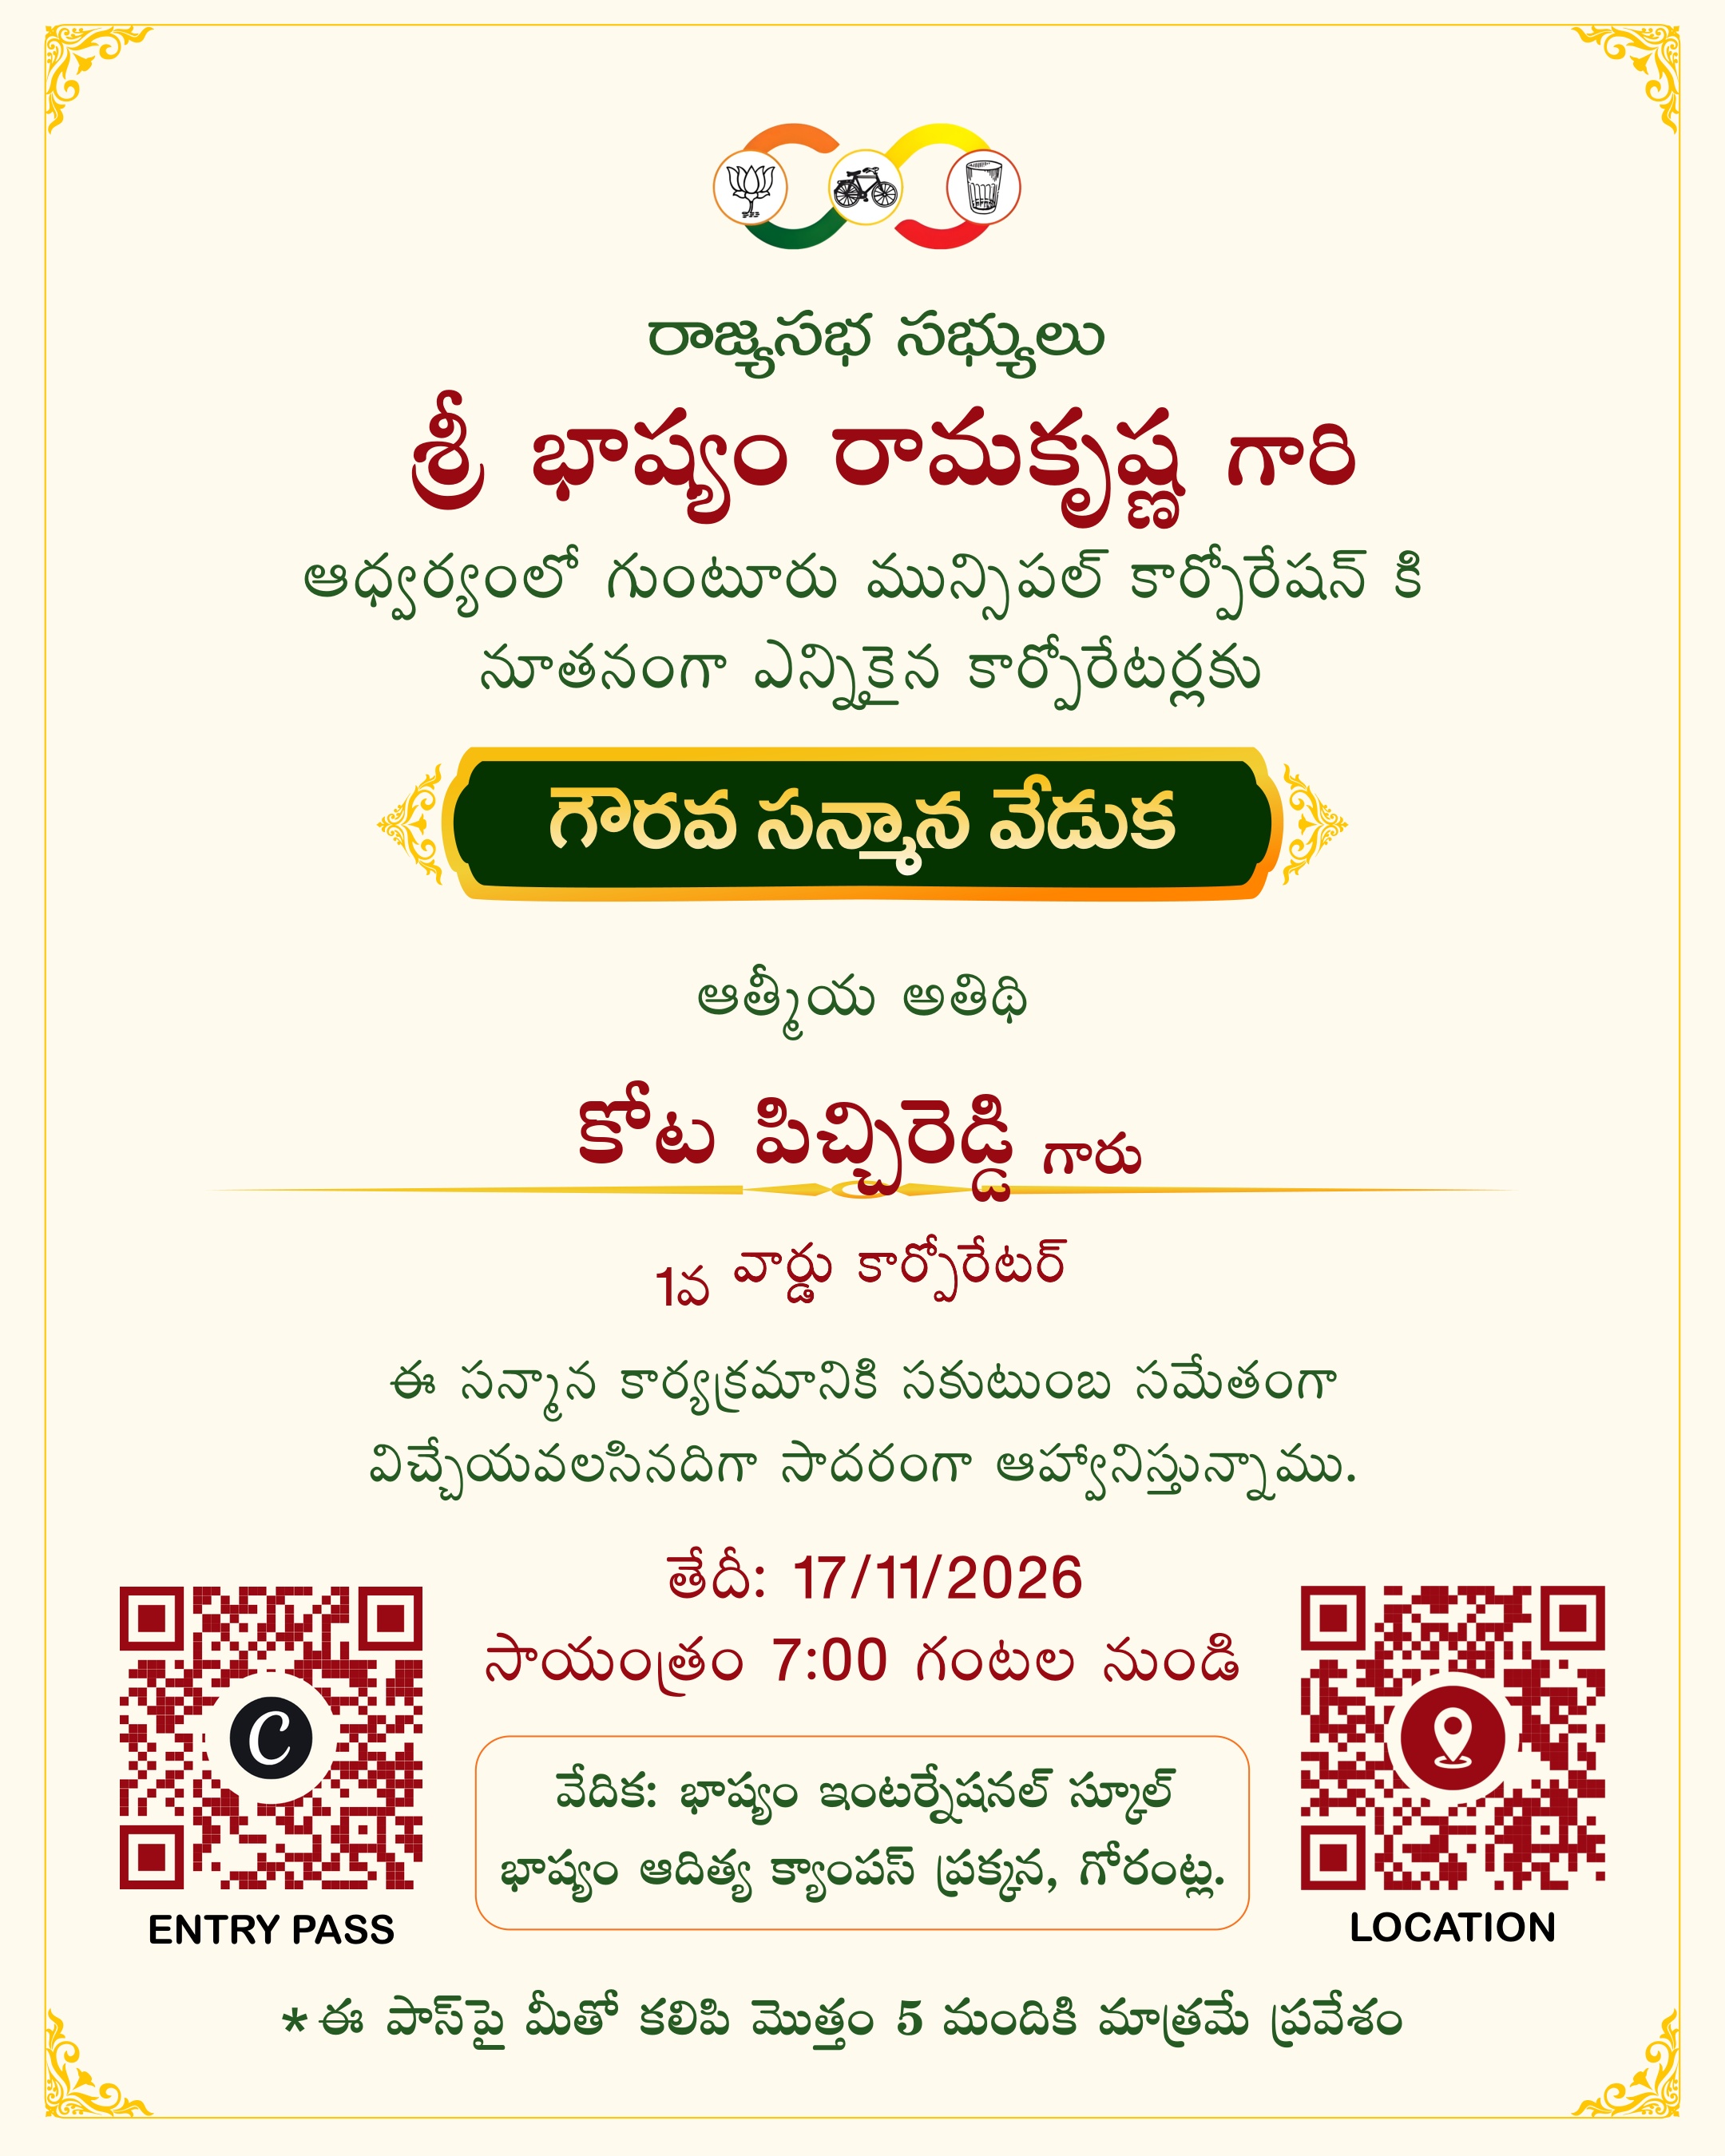 రాజ్యసభ సభ్యులు
శ్రీ భాష్యం రామకృష్ణ గారి
ఆధ్వర్యంలో గుంటూరు మున్సిపల్ కార్పోరేషన్ కి
నూతనంగా ఎన్నికైన కార్పోరేటర్లకు
గౌరవ సన్మాన వేడుక
ఆత్మీయ అతిథి
కోట పిచ్చిరెడ్డి గారు
1వ వార్డు కార్పోరేటర్
ఈ సన్మాన కార్యక్రమానికి సకుటుంబ సమేతంగా
విచ్చేయవలసినదిగా సాదరంగా ఆహ్వానిస్తున్నాము.
తేదీ: 17/11/2026
సాయంత్రం 7:00 గంటల నుండి
C
వేదిక: భాష్యం ఇంటర్నేషనల్ స్కూల్
భాష్యం ఆదిత్య క్యాంపస్ ప్రక్కన, గోరంట్ల.
ENTRY PASS
LOCATION
*ఈ పాస్‌పై మీతో కలిపి మొత్తం 5 మందికి మాత్రమే ప్రవేశం